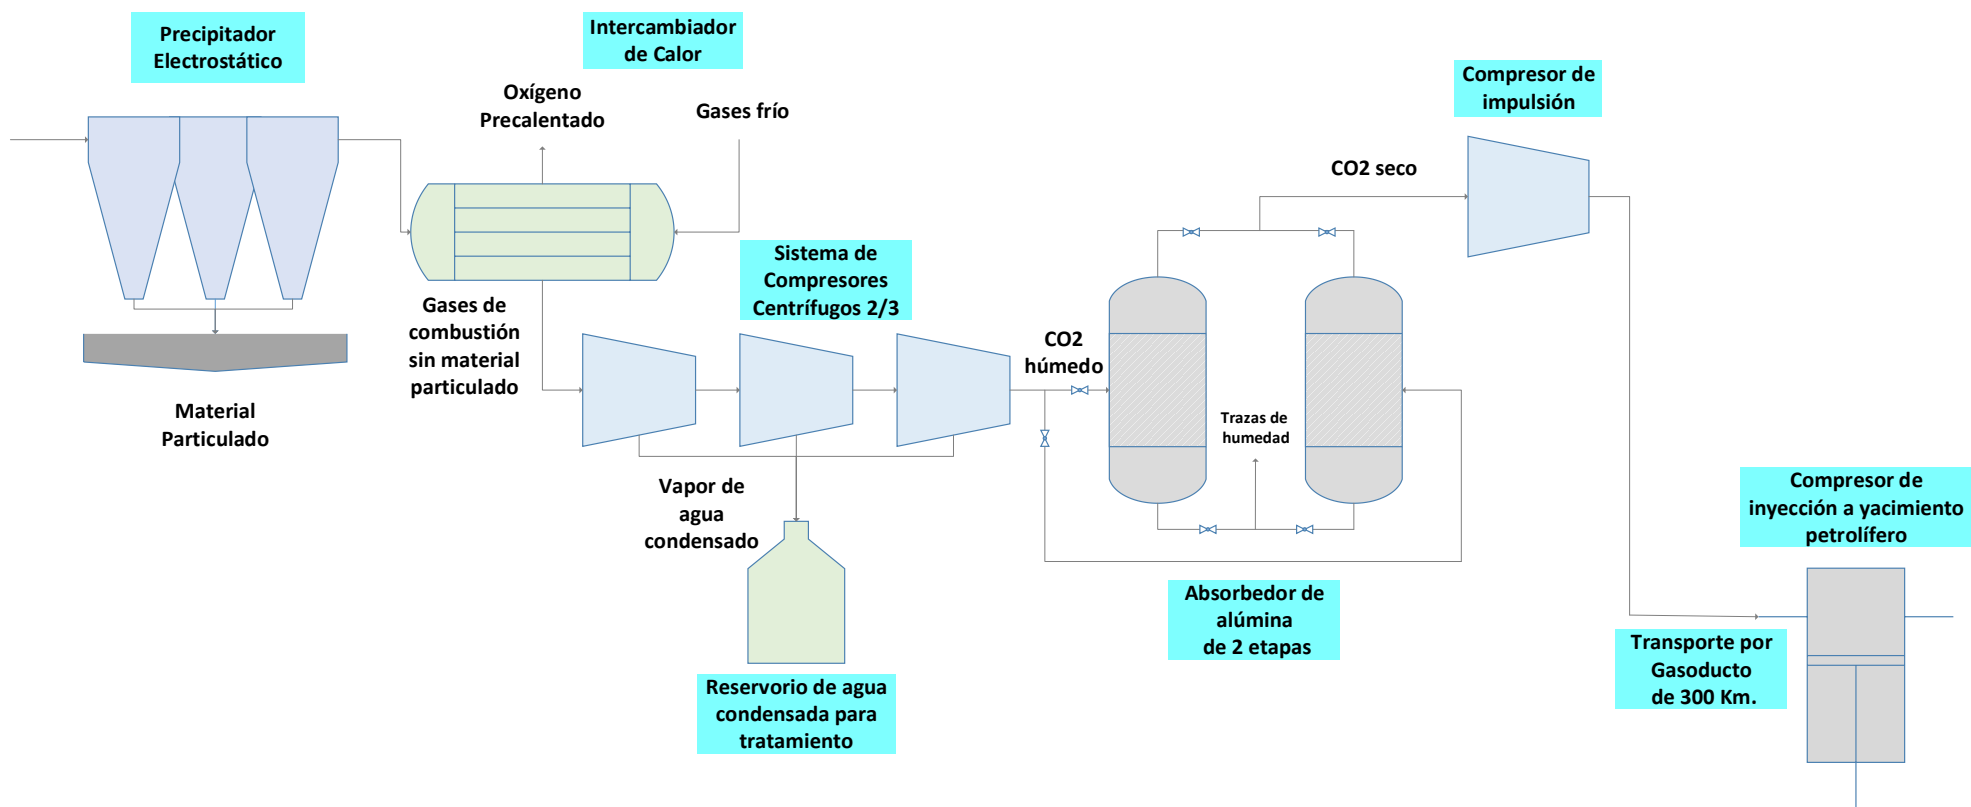 Precipitador
Electrostático
Intercambiador
de Calor
Oxígeno
Precalentado
Gases frío
Compresor de
impulsión
CO2 seco
Sistema de
Compresores
Centrífugos 2/3
Gases de
combustión
sin material
particulado
CO2
húmedo
Material
Particulado
Trazas de
humedad
Vapor de
agua
condensado
Compresor de
inyección a yacimiento
petrolífero
Absorbedor de
alúmina
de 2 etapas
Transporte por
Gasoducto
de 300 Km.
Reservorio de agua
condensada para
tratamiento